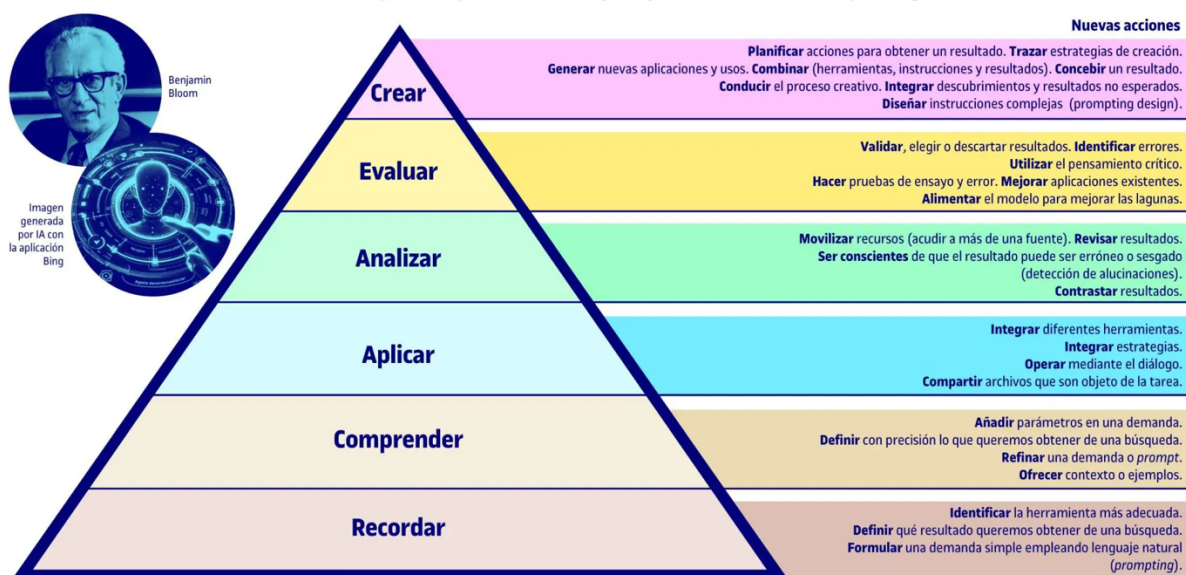 Nuevas acciones
Benjamin
Bloom
Imagen
generada
por IA con
la aplicación
Bing
Crear
Planificar acciones para obtener un resultado. Trazar estrategias de creación.
Generar nuevas aplicaciones y usos. Combinar (herramientas, instrucciones y resultados). Concebir un resultado.
Conducir el proceso creativo. Integrar descubrimientos y resultados no esperados.
Diseñar instrucciones complejas (prompting design).
Evaluar
Validar, elegir o descartar resultados. Identificar errores.
Utilizar el pensamiento crítico.
Hacer pruebas de ensayo y error. Mejorar aplicaciones existentes.
Alimentar el modelo para mejorar las lagunas.
Analizar
Movilizar recursos (acudir a más de una fuente). Revisar resultados.
Ser conscientes de que el resultado puede ser erróneo o sesgado
(detección de alucinaciones).
Contrastar resultados.
Aplicar
Integrar diferentes herramientas.
Integrar estrategias.
Operar mediante el diálogo.
Compartir archivos que son objeto de la tarea.
Comprender
Añadir parámetros en una demanda.
Definir con precisión lo que queremos obtener de una búsqueda.
Refinar una demanda o prompt.
Ofrecer contexto o ejemplos.
Recordar
Identificar la herramienta más adecuada.
Definir qué resultado queremos obtener de una búsqueda.
Formular una demanda simple empleando lenguaje natural
(prompting).